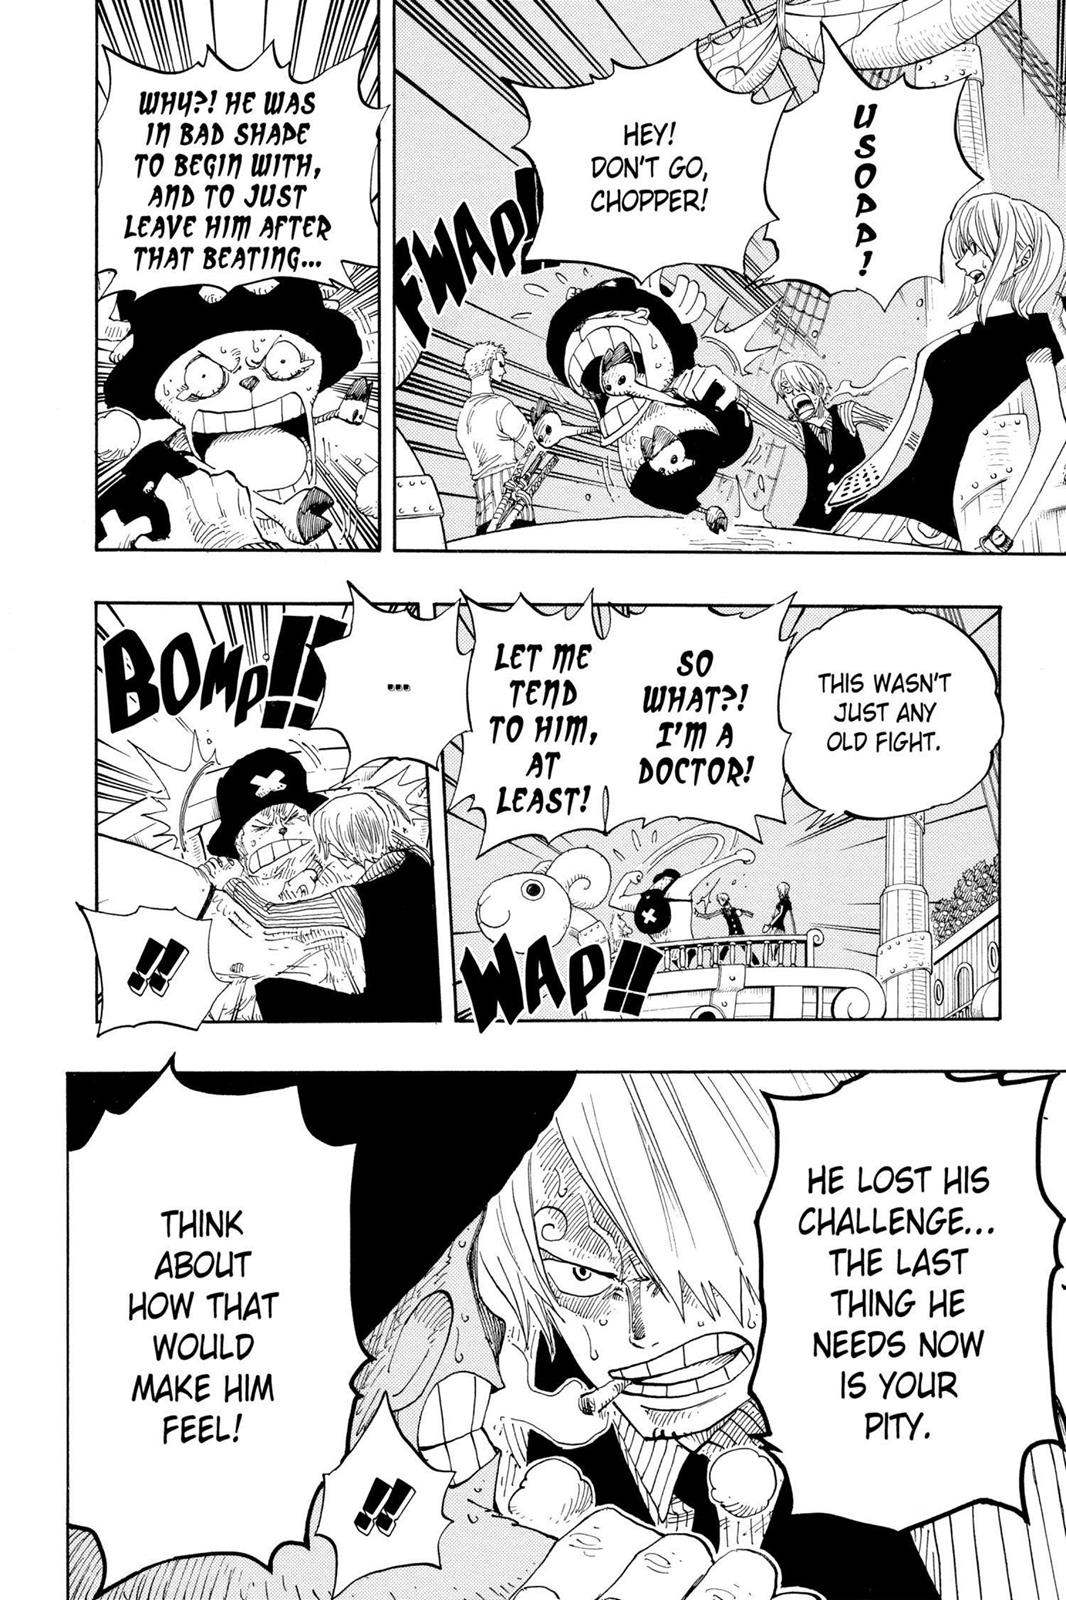 USOPP!
HEY!
DON'T GO,
CHOPPER!
FWAP!!
WHY?! HE WAS
IN BAD SHAPE
TO BEGIN WITH,
AND TO JUST
LEAVE HIM AFTER
THAT BEATING...
THIS WASN'T
JUST ANY
OLD FIGHT.
SO
WHAT?!
I'M A
DOCTOR!
LET ME
TEND
TO HIM,
AT
LEAST!
WAP!!
...
BOMP!!
!!
HE LOST HIS
CHALLENGE...
THE LAST
THING HE
NEEDS NOW
IS YOUR
PITY.
THINK
ABOUT
HOW THAT
WOULD
MAKE HIM
FEEL!
!!